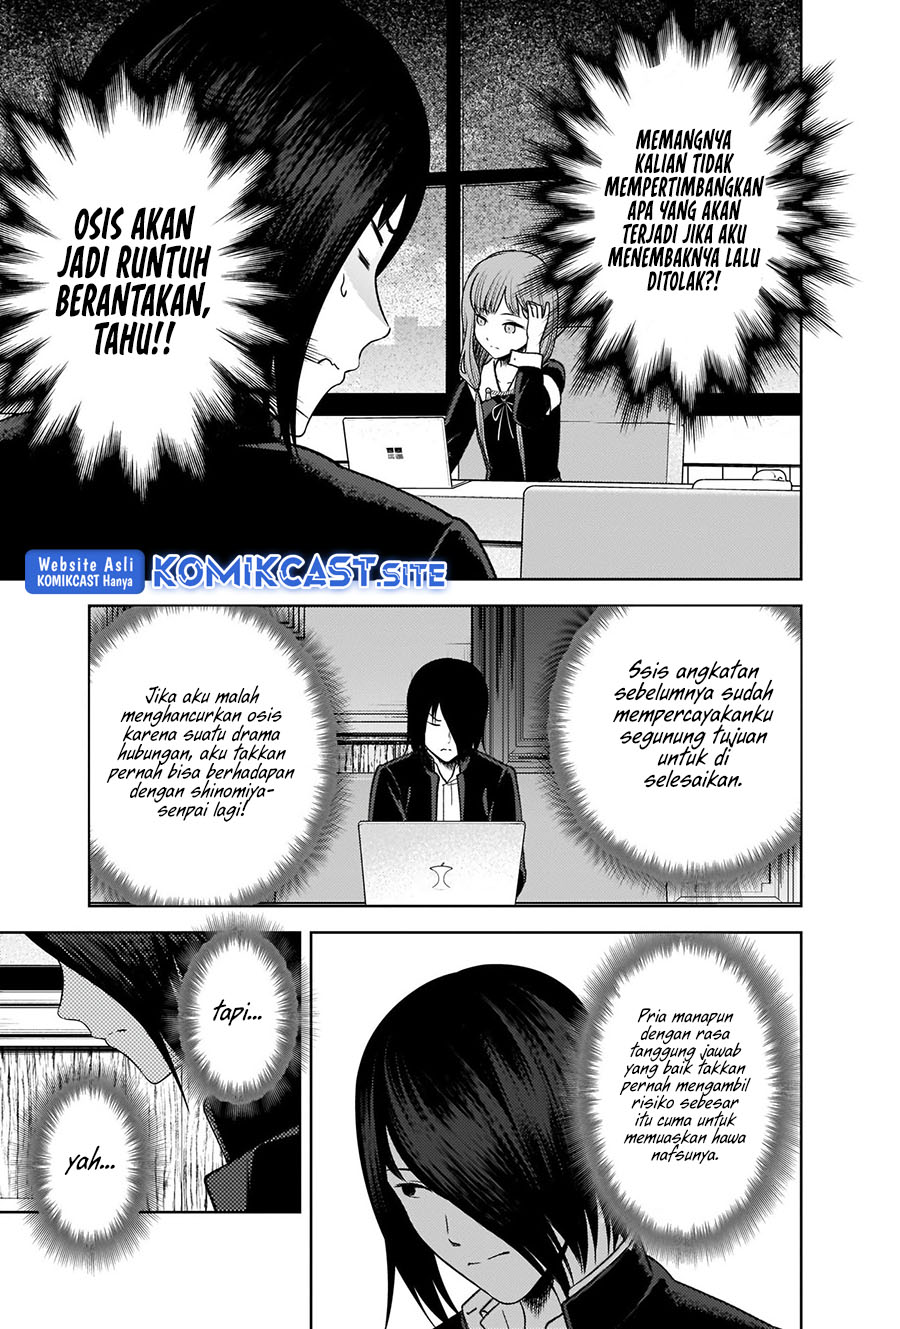 MEMANGNYA
KALIAN TIDAK
MEMPERTIMBANGKAN
APA YANG AKAN
TERJADI JIKA AKU
MENEMBAKNYA LALU
DITOLAK?!
OSIS AKAN
JADI RUNTUH
BERANTAKAN,
TAHU!!
Website Asli
KOMIKCAST Hanya
KOMIKCAST.SITE
Ssis angkatan
sebelumnya sudah
mempercayakanku
segunung tujuan
untuk di
selesaikan.
Jika aku malah
menghancurkan osis
karena suatu drama
hubungan, aku takkan
pernah bisa berhadapan
dengan shinomiya-
senpai lagi!
Pria manapun
dengan rasa
tanggung jawab
yang baik takkan
pernah mengambil
risiko sebesar
itu cuma untuk
memuaskan hawa
nafsunya.
tapi...
yah...